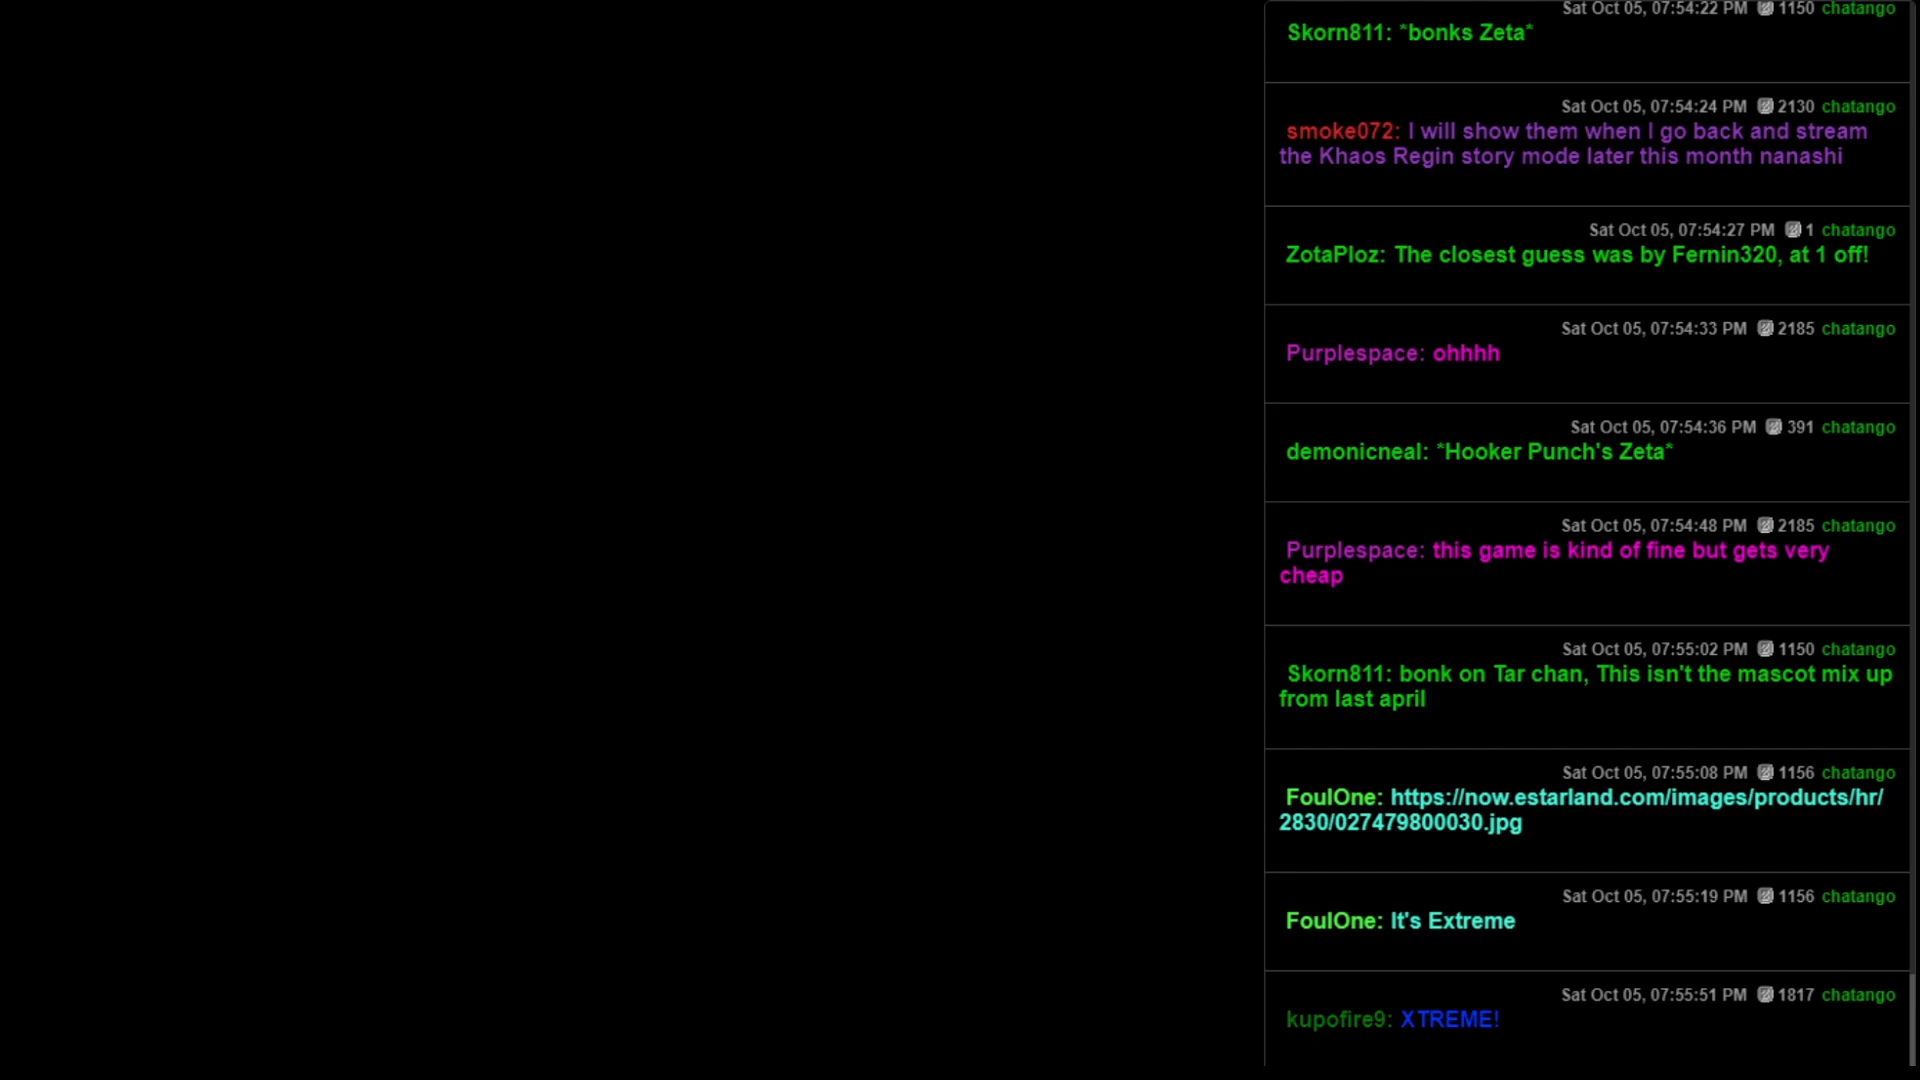 Sat Oct 05, 07:54:22 PM 1150 chatango
Skorn811: *bonks Zeta*
Sat Oct 05, 07:54:24 PM 2130 chatango
smoke072: I will show them when I go back and stream
the Khaos Regin story mode later this month nanashi
Sat Oct 05, 07:54:27 PM 1 chatango
ZotaPloz: The closest guess was by Fernin320, at 1 off!
Sat Oct 05, 07:54:33 PM 2185 chatango
Purplespace: ohhhh
Sat Oct 05, 07:54:36 PM 391 chatango
demonicneal: *Hooker Punch's Zeta*
Sat Oct 05, 07:54:48 PM 2185 chatango
Purplespace: this game is kind of fine but gets very
cheap
Sat Oct 05, 07:55:02 PM 1150 chatango
Skorn811: bonk on Tar chan, This isn't the mascot mix up
from last april
Sat Oct 05, 07:55:08 PM 1156 chatango
FoulOne: https://now.estarland.com/images/products/hr/
2830/027479800030.jpg
Sat Oct 05, 07:55:19 PM 1156 chatango
FoulOne: It's Extreme
Sat Oct 05, 07:55:51 PM 1817 chatango
kupofire9: XTREME!